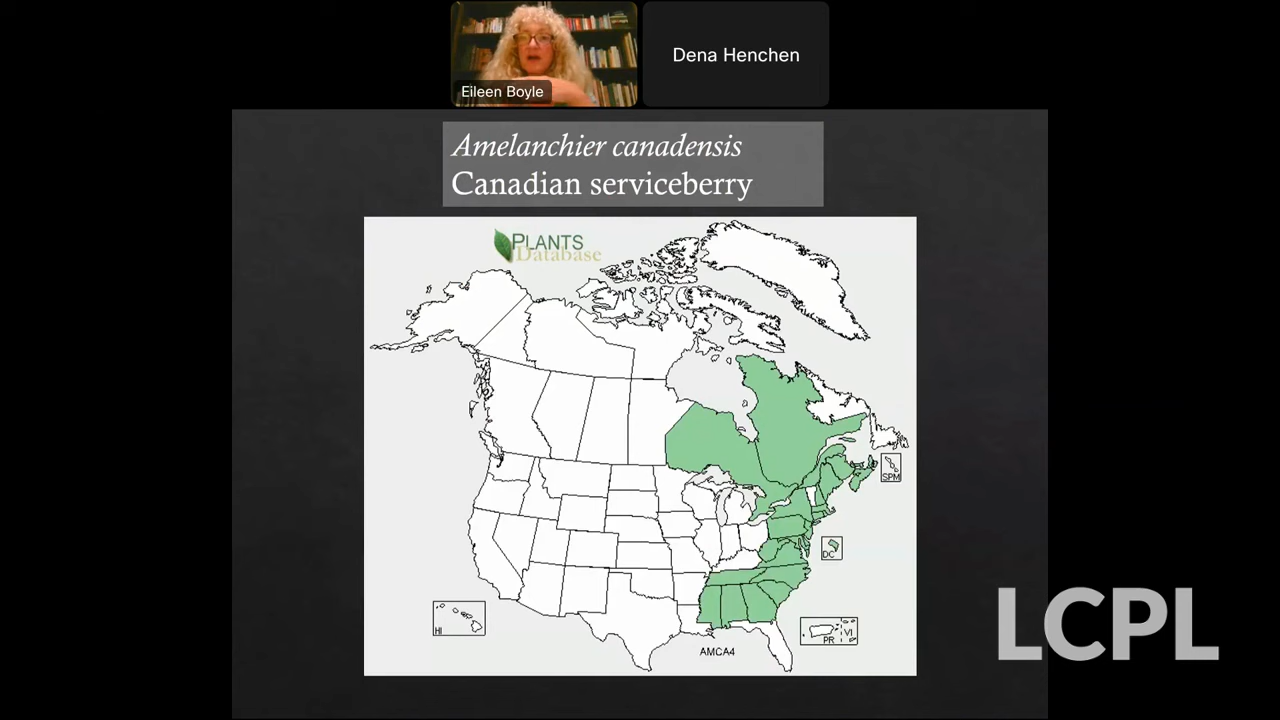 Eileen Boyle
Dena Henchen
Amelanchier canadensis
Canadian serviceberry
PLANTS
Database
SPM
DC
HI
PR
VI
AMCA4
LCPL